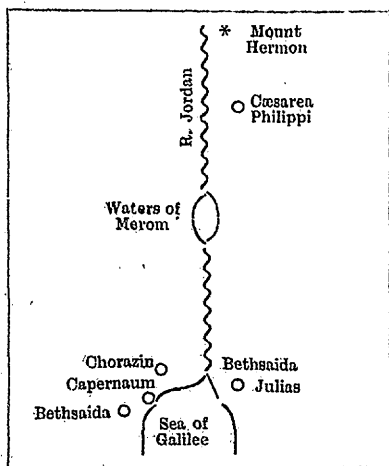 * Mount
Hermon
R. Jordan
Cæsarea
Philippi
Waters of
Merom
Chorazin
Capernaum
Bethsaida
Bethsaida
Julias
Sea of
Galilee